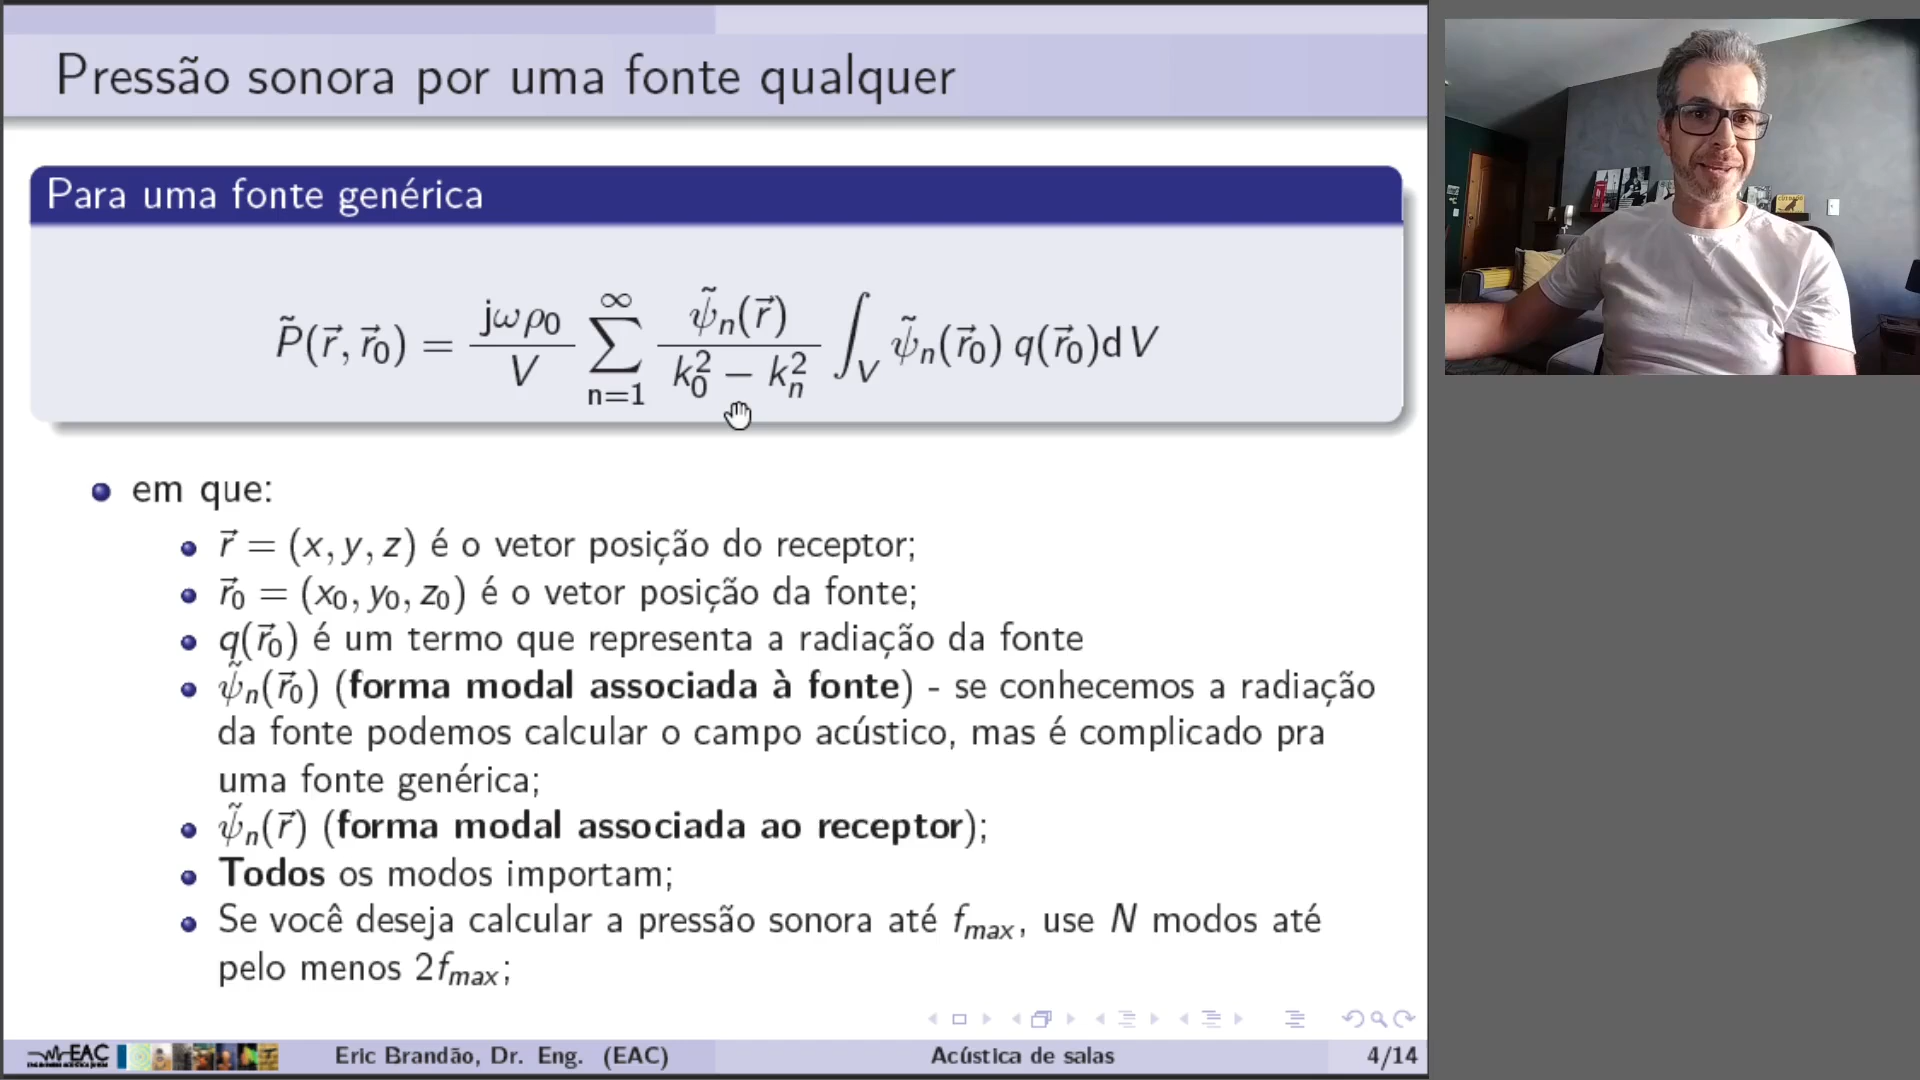 Pressão sonora por uma fonte qualquer
Para uma fonte genérica
P̃(r⃗, r⃗₀) = jωρ₀/V ∑_{n=1}^{∞} ψ̃ₙ(r⃗)/(k₀² − kₙ²) ∫_V ψ̃ₙ(r⃗₀) q(r⃗₀)dV
em que:
r⃗ = (x, y, z) é o vetor posição do receptor;
r⃗₀ = (x₀, y₀, z₀) é o vetor posição da fonte;
q(r⃗₀) é um termo que representa a radiação da fonte
ψ̃ₙ(r⃗₀) (forma modal associada à fonte) - se conhecemos a radiação
da fonte podemos calcular o campo acústico, mas é complicado pra
uma fonte genérica;
ψ̃ₙ(r⃗) (forma modal associada ao receptor);
Todos os modos importam;
Se você deseja calcular a pressão sonora até f_max, use N modos até
pelo menos 2f_max;
EAC
Eric Brandão, Dr. Eng. (EAC)
Acústica de salas
4/14